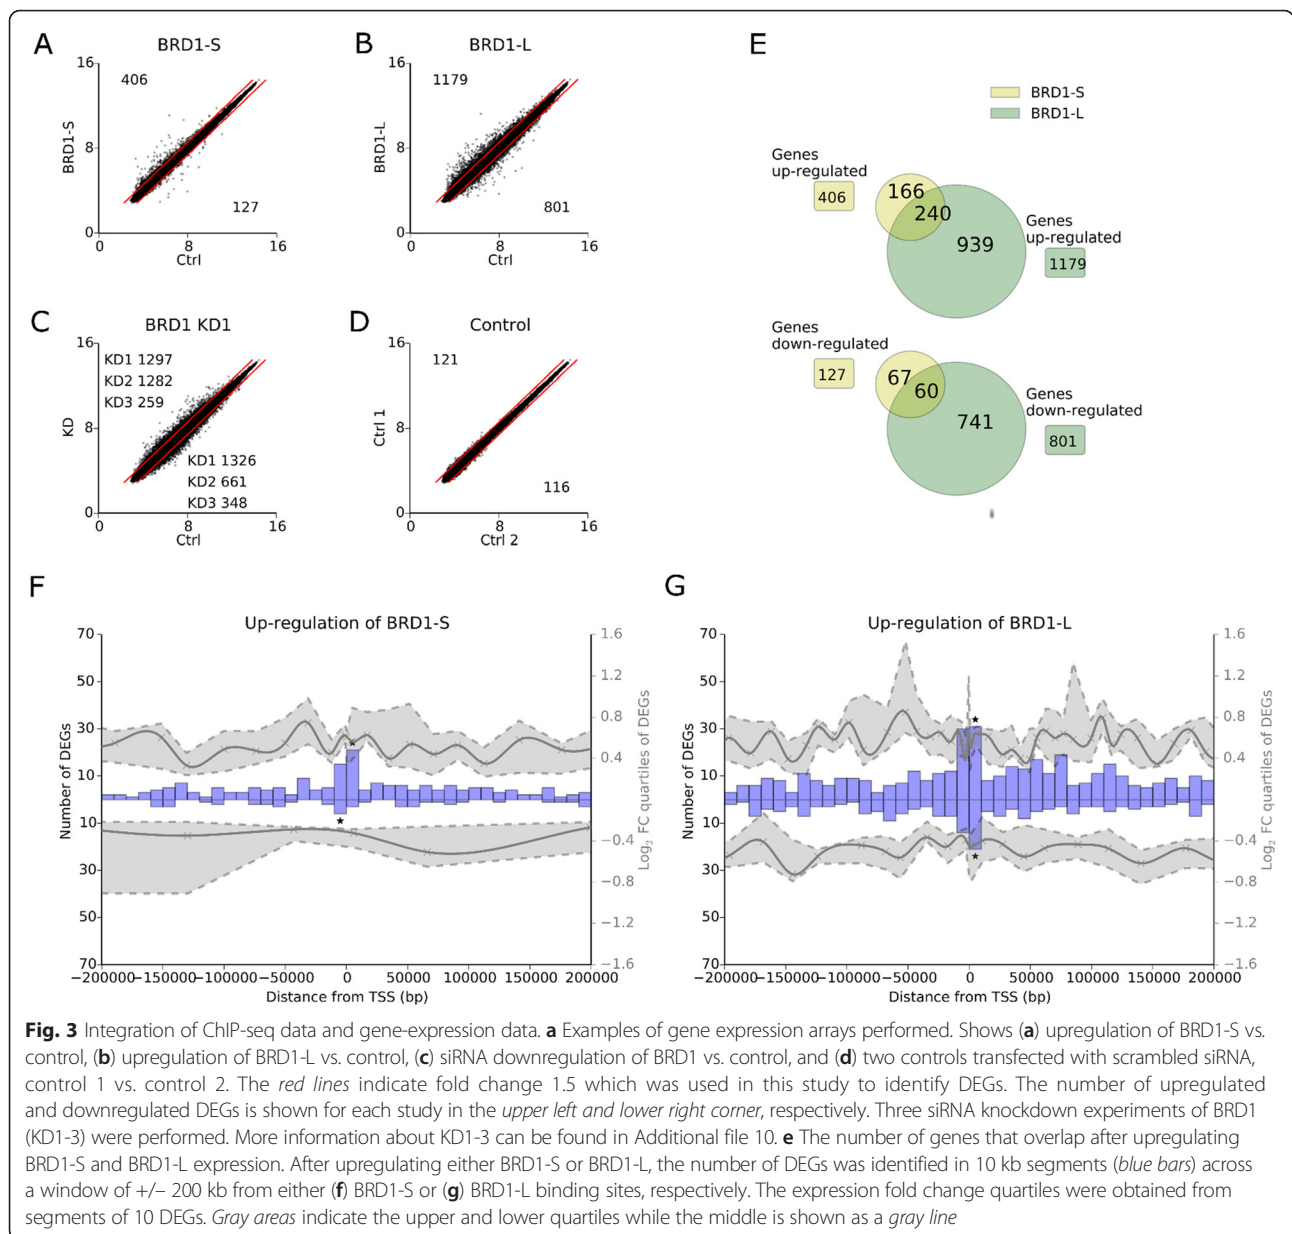 A
BRD1-S
16
406
8
BRD1-S
127
0
0
8
16
Ctrl
B
BRD1-L
16
1179
8
BRD1-L
801
0
0
8
16
Ctrl
C
BRD1 KD1
16
KD1 1297
KD2 1282
KD3 259
8
KD
KD1 1326
KD2 661
KD3 348
0
0
8
16
Ctrl
D
Control
16
121
8
Ctrl 1
116
0
0
8
16
Ctrl 2
E
BRD1-S
BRD1-L
Genes
up-regulated
406
166
240
939
Genes
up-regulated
1179
Genes
down-regulated
127
67
60
741
Genes
down-regulated
801
F
Up-regulation of BRD1-S
70
50
30
10
10
30
50
70
Number of DEGs
1.6
1.2
0.8
0.4
−0.4
−0.8
−1.2
−1.6
Log2 FC quartiles of DEGs
−200000
−150000
−100000
−50000
0
50000
100000
150000
200000
Distance from TSS (bp)
G
Up-regulation of BRD1-L
70
50
30
10
10
30
50
70
Number of DEGs
1.6
1.2
0.8
0.4
−0.4
−0.8
−1.2
−1.6
Log2 FC quartiles of DEGs
−200000
−150000
−100000
−50000
0
50000
100000
150000
200000
Distance from TSS (bp)
Fig. 3 Integration of ChIP-seq data and gene-expression data. a Examples of gene expression arrays performed. Shows (a) upregulation of BRD1-S vs.
control, (b) upregulation of BRD1-L vs. control, (c) siRNA downregulation of BRD1 vs. control, and (d) two controls transfected with scrambled siRNA,
control 1 vs. control 2. The red lines indicate fold change 1.5 which was used in this study to identify DEGs. The number of upregulated
and downregulated DEGs is shown for each study in the upper left and lower right corner, respectively. Three siRNA knockdown experiments of BRD1
(KD1-3) were performed. More information about KD1-3 can be found in Additional file 10. e The number of genes that overlap after upregulating
BRD1-S and BRD1-L expression. After upregulating either BRD1-S or BRD1-L, the number of DEGs was identified in 10 kb segments (blue bars) across
a window of +/− 200 kb from either (f) BRD1-S or (g) BRD1-L binding sites, respectively. The expression fold change quartiles were obtained from
segments of 10 DEGs. Gray areas indicate the upper and lower quartiles while the middle is shown as a gray line